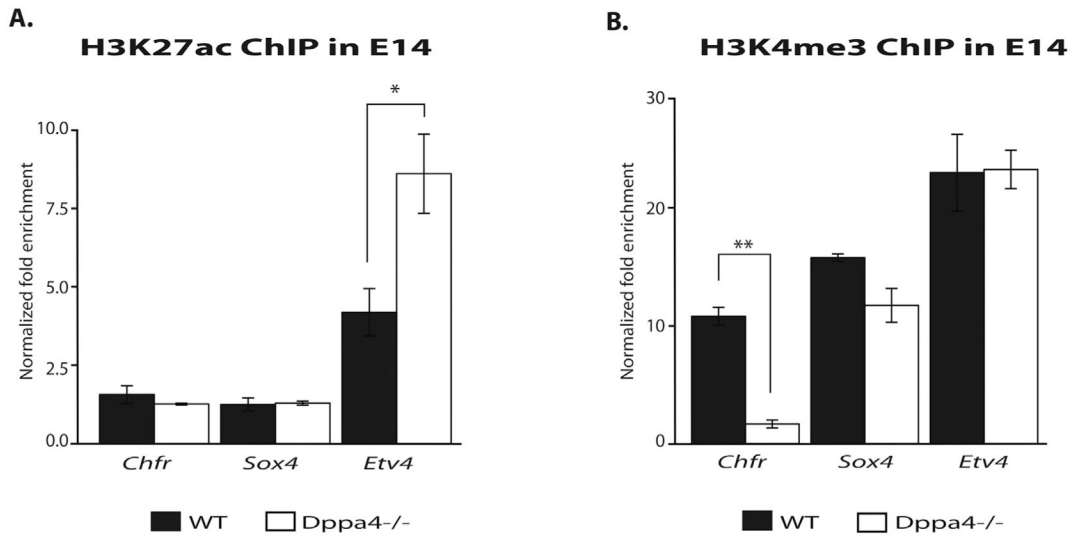 A.
H3K27ac ChIP in E14
Normalized fold enrichment
10.0
7.5
5.0
2.5
0.0
*
Chfr Sox4 Etv4
WT Dppa4-/-
B.
H3K4me3 ChIP in E14
Normalized fold enrichment
30
20
10
0
**
Chfr Sox4 Etv4
WT Dppa4-/-